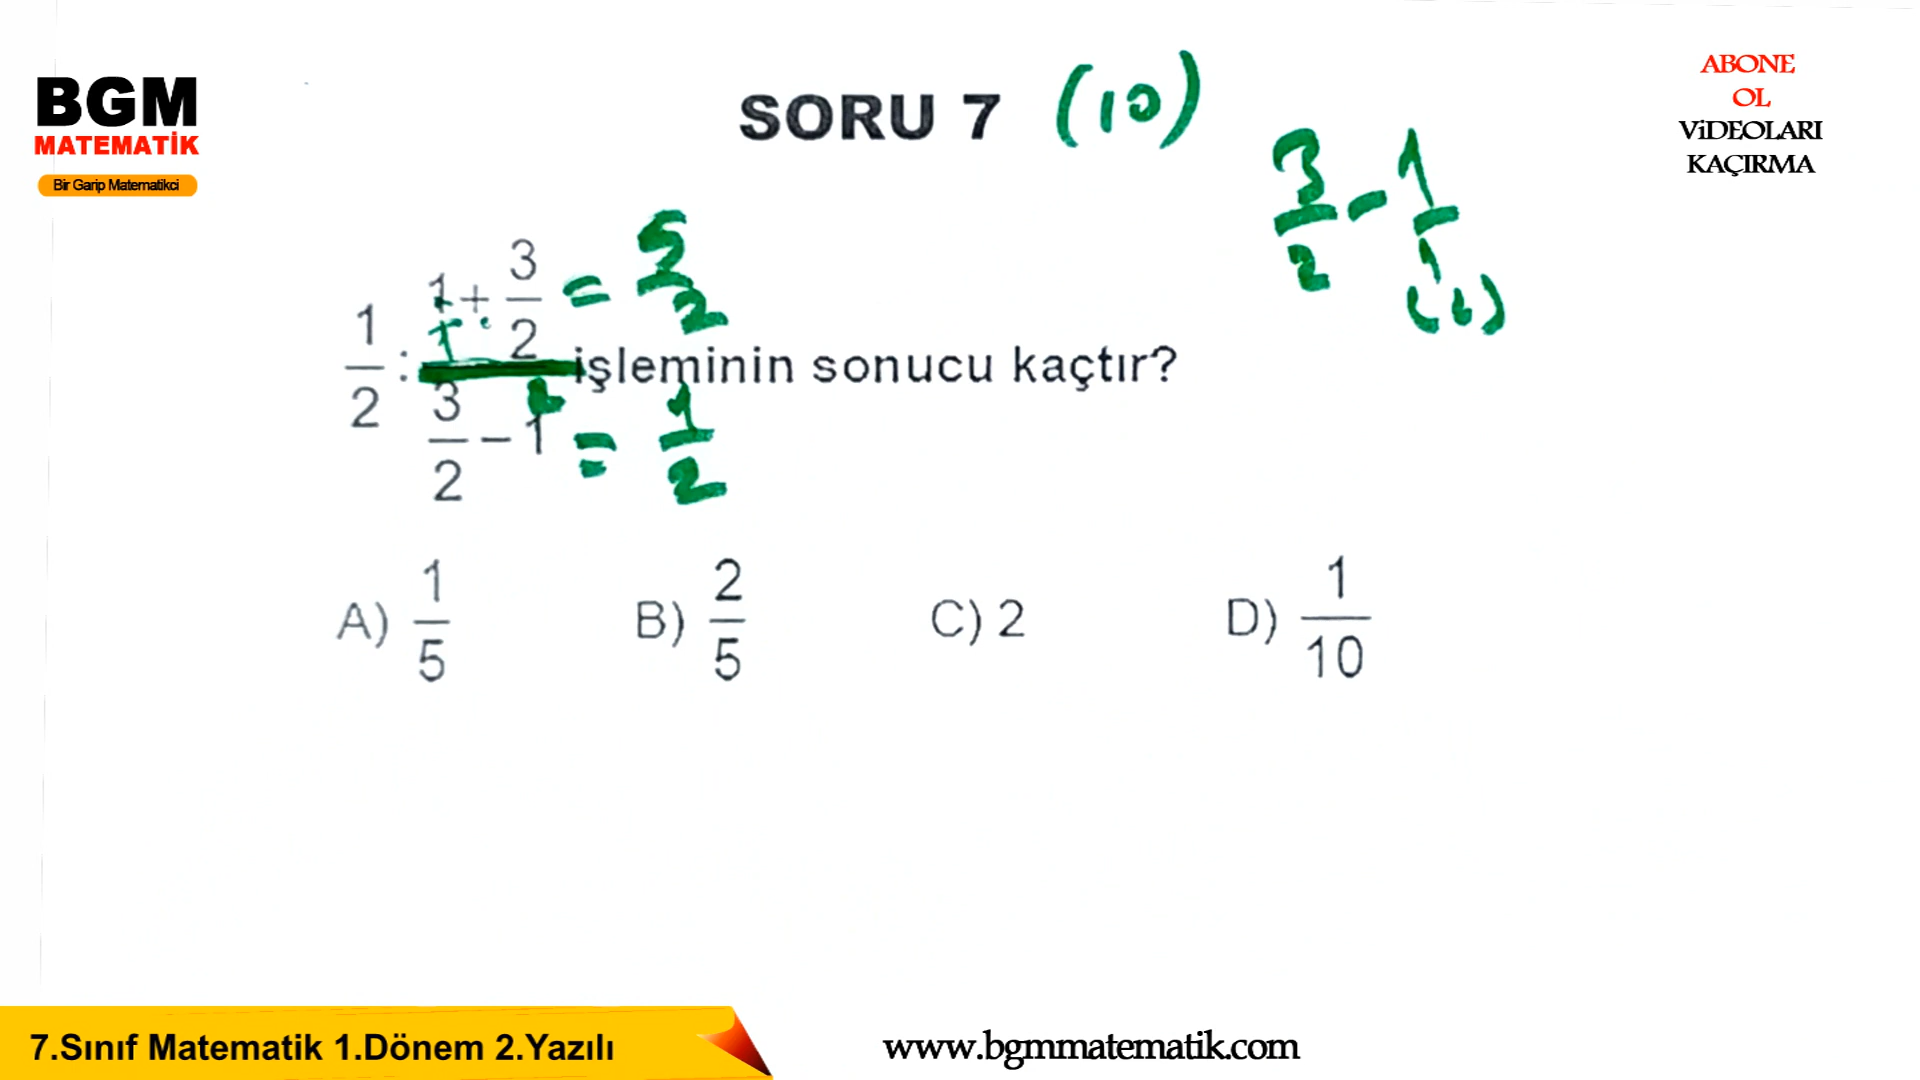 BGM
MATEMATİK
Bir Garip Matematikci
SORU 7 (10)
ABONE
OL
ViDEOLARI
KAÇIRMA
3/2 - 1/1 (2)
1/2 : (1 + 3/2)/(3/2 - 1) işleminin sonucu kaçtır?
= 5/2
= 1/2
A) 1/5 B) 2/5 C) 2 D) 1/10
7.Sınıf Matematik 1.Dönem 2.Yazılı
www.bgmmatematik.com